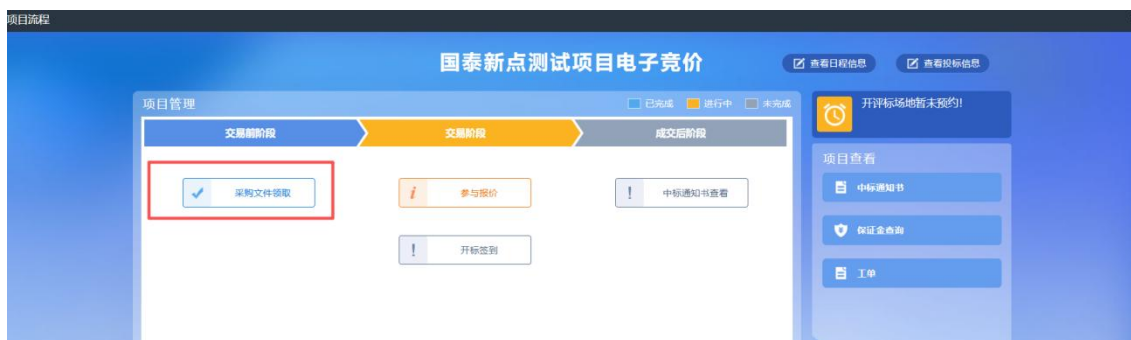 项目流程
国泰新点测试项目电子竞价
查看日程信息
查看投标信息
项目管理
已完成 进行中 未完成
开评标场地暂未预约!
交易前阶段
交易阶段
成交后阶段
项目查看
采购文件领取
参与报价
中标通知书查看
中标通知书
保证金查询
开标签到
工单